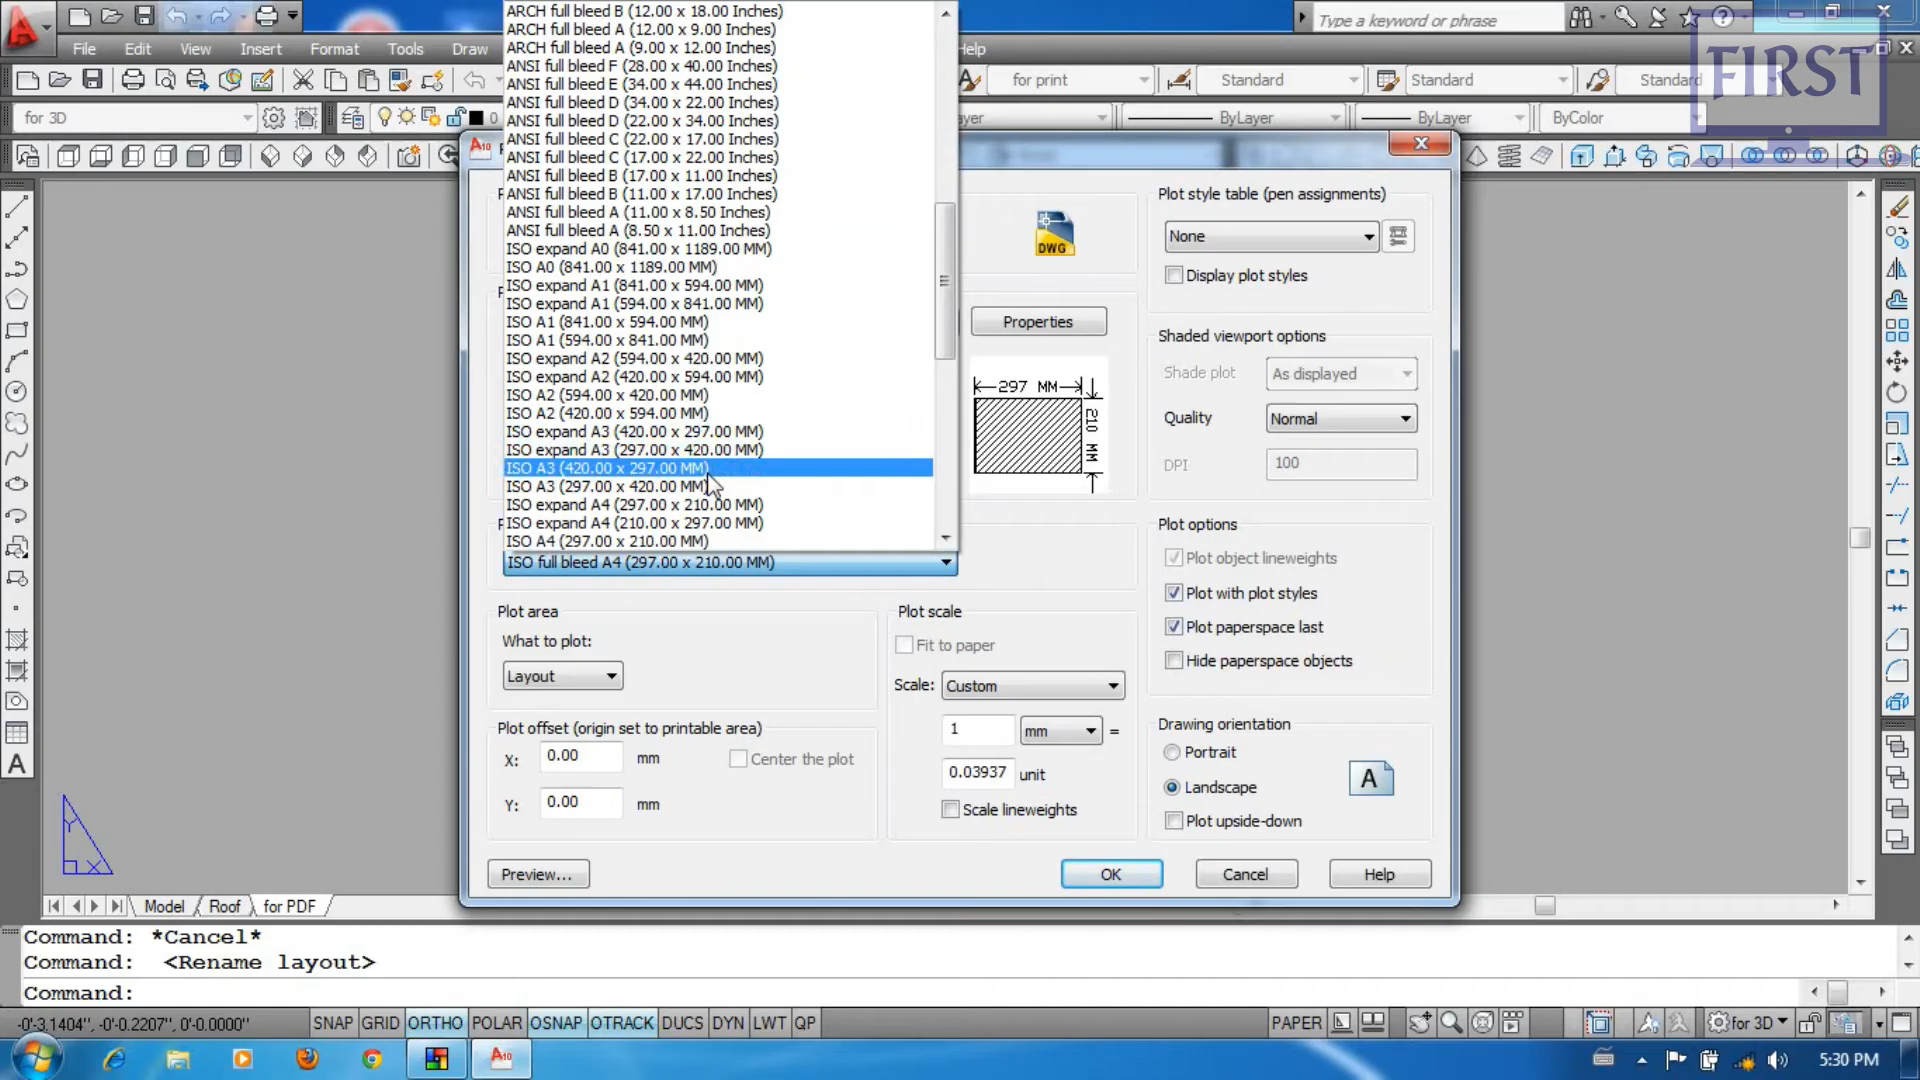 Type a keyword or phrase
File Edit View Insert Format Tools Draw Help
for print Standard Standard Standard
for 3D 0 ayer ByLayer ByLayer ByColor
FIRST
ARCH full bleed B (12.00 x 18.00 Inches)
ARCH full bleed A (12.00 x 9.00 Inches)
ARCH full bleed A (9.00 x 12.00 Inches)
ANSI full bleed F (28.00 x 40.00 Inches)
ANSI full bleed E (34.00 x 44.00 Inches)
ANSI full bleed D (34.00 x 22.00 Inches)
ANSI full bleed D (22.00 x 34.00 Inches)
ANSI full bleed C (22.00 x 17.00 Inches)
ANSI full bleed C (17.00 x 22.00 Inches)
ANSI full bleed B (17.00 x 11.00 Inches)
ANSI full bleed B (11.00 x 17.00 Inches)
ANSI full bleed A (11.00 x 8.50 Inches)
ANSI full bleed A (8.50 x 11.00 Inches)
ISO expand A0 (841.00 x 1189.00 MM)
ISO A0 (841.00 x 1189.00 MM)
ISO expand A1 (841.00 x 594.00 MM)
ISO expand A1 (594.00 x 841.00 MM)
ISO A1 (841.00 x 594.00 MM)
ISO A1 (594.00 x 841.00 MM)
ISO expand A2 (594.00 x 420.00 MM)
ISO expand A2 (420.00 x 594.00 MM)
ISO A2 (594.00 x 420.00 MM)
ISO A2 (420.00 x 594.00 MM)
ISO expand A3 (420.00 x 297.00 MM)
ISO expand A3 (297.00 x 420.00 MM)
ISO A3 (420.00 x 297.00 MM)
ISO A3 (297.00 x 420.00 MM)
ISO expand A4 (297.00 x 210.00 MM)
ISO expand A4 (210.00 x 297.00 MM)
ISO A4 (297.00 x 210.00 MM)
ISO full bleed A4 (297.00 x 210.00 MM)
DWG
Properties
297 MM
210 MM
Plot style table (pen assignments)
None
Display plot styles
Shaded viewport options
Shade plot As displayed
Quality Normal
DPI 100
Plot options
Plot object lineweights
Plot with plot styles
Plot paperspace last
Hide paperspace objects
Plot area
What to plot:
Layout
Plot offset (origin set to printable area)
X: 0.00 mm Center the plot
Y: 0.00 mm
Plot scale
Fit to paper
Scale: Custom
1 mm =
0.03937 unit
Scale lineweights
Drawing orientation
Portrait
Landscape
A
Plot upside-down
Preview... OK Cancel Help
Y
X
Model Roof for PDF
Command: *Cancel*
Command: <Rename layout>
Command:
-0'-3.1404", -0'-0.2207", 0'-0.0000" SNAP GRID ORTHO POLAR OSNAP OTRACK DUCS DYN LWT QP PAPER for 3D
5:30 PM